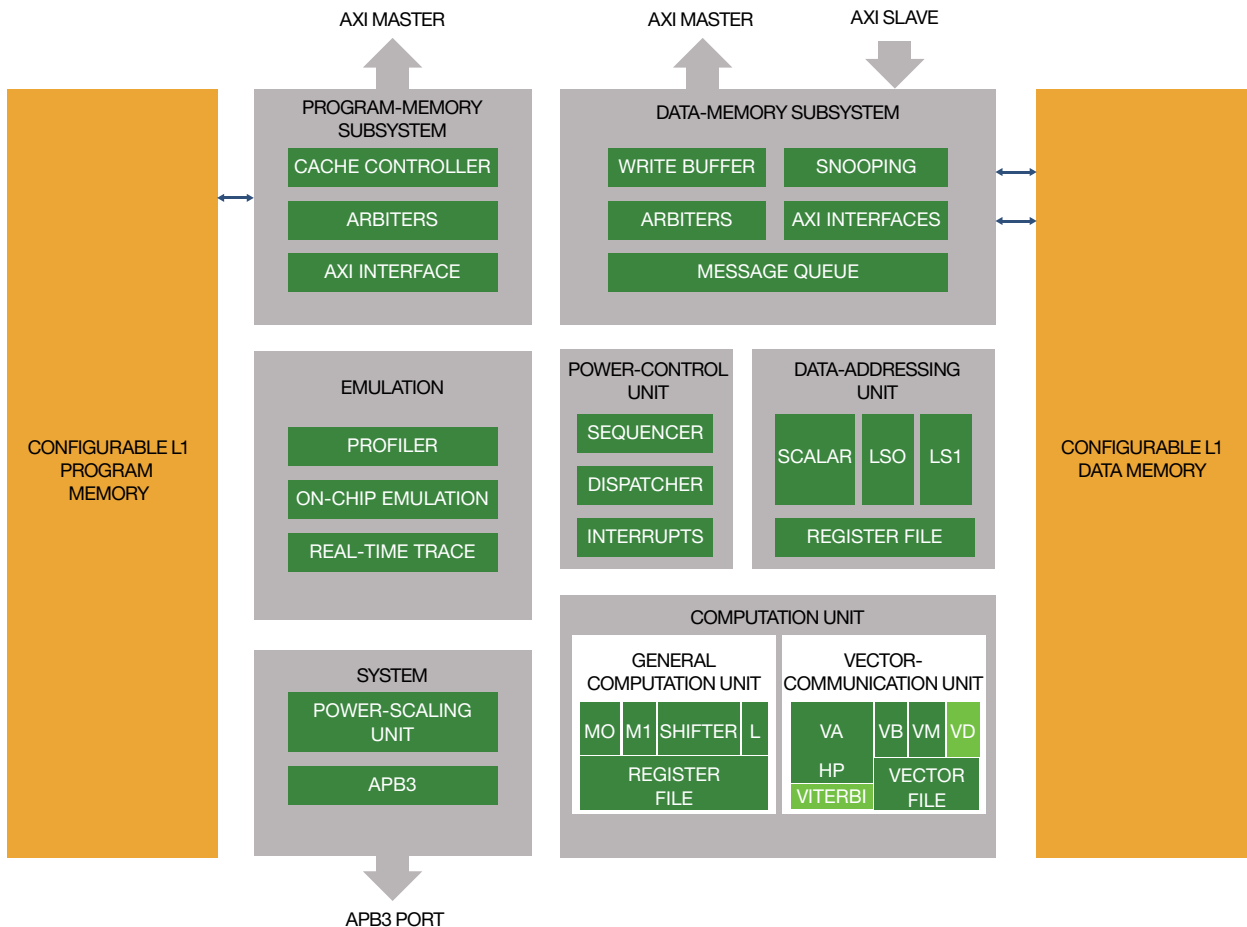 AXI MASTER
AXI MASTER
AXI SLAVE
CONFIGURABLE L1
PROGRAM
MEMORY
PROGRAM-MEMORY
SUBSYSTEM
CACHE CONTROLLER
ARBITERS
AXI INTERFACE
DATA-MEMORY SUBSYSTEM
WRITE BUFFER
SNOOPING
ARBITERS
AXI INTERFACES
MESSAGE QUEUE
CONFIGURABLE L1
DATA MEMORY
EMULATION
PROFILER
ON-CHIP EMULATION
REAL-TIME TRACE
POWER-CONTROL
UNIT
SEQUENCER
DISPATCHER
INTERRUPTS
DATA-ADDRESSING
UNIT
SCALAR
LSO
LS1
REGISTER FILE
SYSTEM
POWER-SCALING
UNIT
APB3
COMPUTATION UNIT
GENERAL
COMPUTATION UNIT
MO
M1
SHIFTER
L
REGISTER
FILE
VECTOR-
COMMUNICATION UNIT
VA
HP
VITERBI
VB
VM
VD
VECTOR
FILE
APB3 PORT